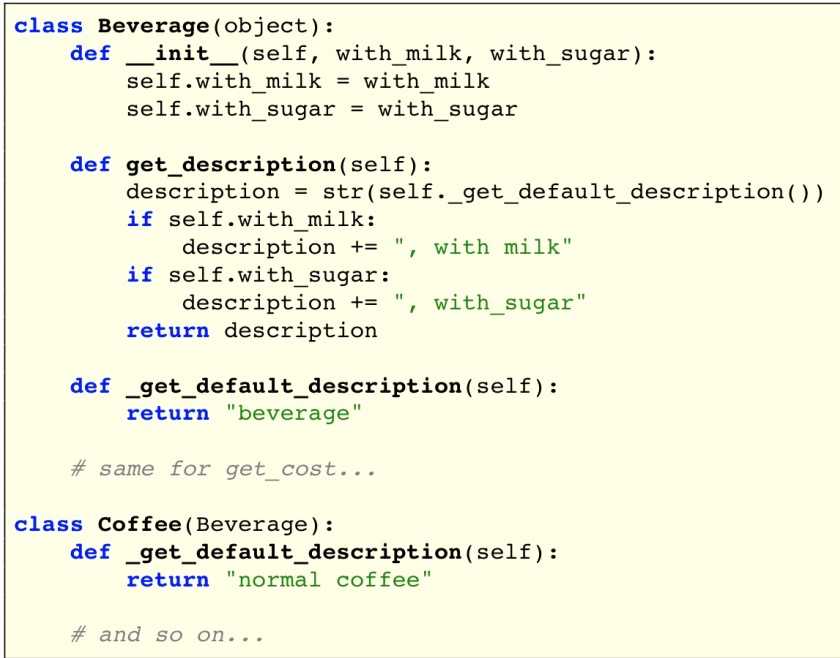 class Beverage(object):
    def __init__(self, with_milk, with_sugar):
        self.with_milk = with_milk
        self.with_sugar = with_sugar

    def get_description(self):
        description = str(self._get_default_description())
        if self.with_milk:
            description += ", with milk"
        if self.with_sugar:
            description += ", with_sugar"
        return description

    def _get_default_description(self):
        return "beverage"

    # same for get_cost...

class Coffee(Beverage):
    def _get_default_description(self):
        return "normal coffee"

    # and so on...